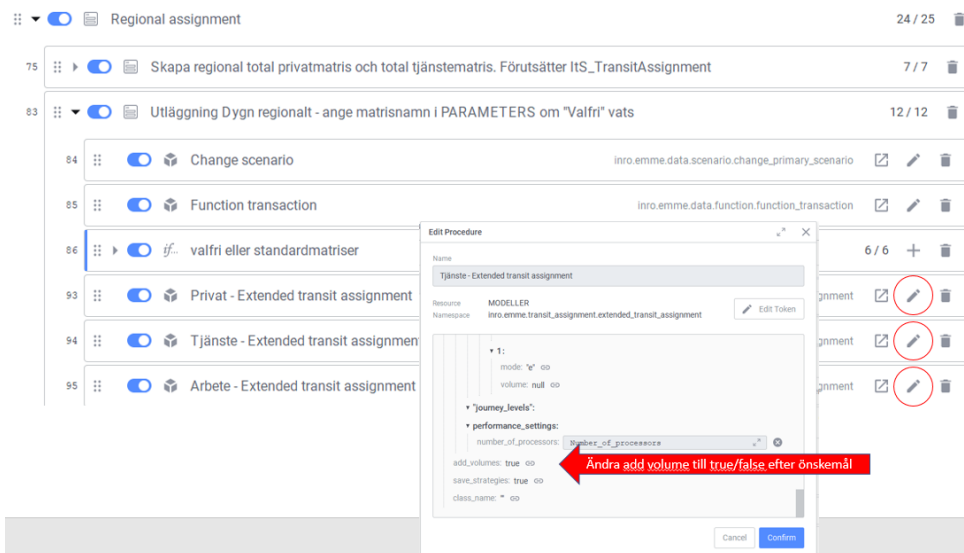 Regional assignment 24 / 25
75 Skapa regional total privatmatris och total tjänstematris. Förutsätter ItS_TransitAssignment 7 / 7
83 Utläggning Dygn regionalt - ange matrisnamn i PARAMETERS om "Valfri" vats 12 / 12
84 Change scenario inro.emme.data.scenario.change_primary_scenario
85 Function transaction inro.emme.data.function.function_transaction
86 if... valfri eller standardmatriser 6 / 6
93 Privat - Extended transit assignment gnment
94 Tjänste - Extended transit assignmen gnment
95 Arbete - Extended transit assignment gnment
Edit Procedure
Name
Tjänste - Extended transit assignment
Resource MODELLER
Namespace inro.emme.transit_assignment.extended_transit_assignment
Edit Token
1:
mode: "e"
volume: null
"journey_levels":
performance_settings:
number_of_processors: Number_of_processors
add_volumes: true
Ändra add volume till true/false efter önskemål
save_strategies: true
class_name: ""
Cancel Confirm